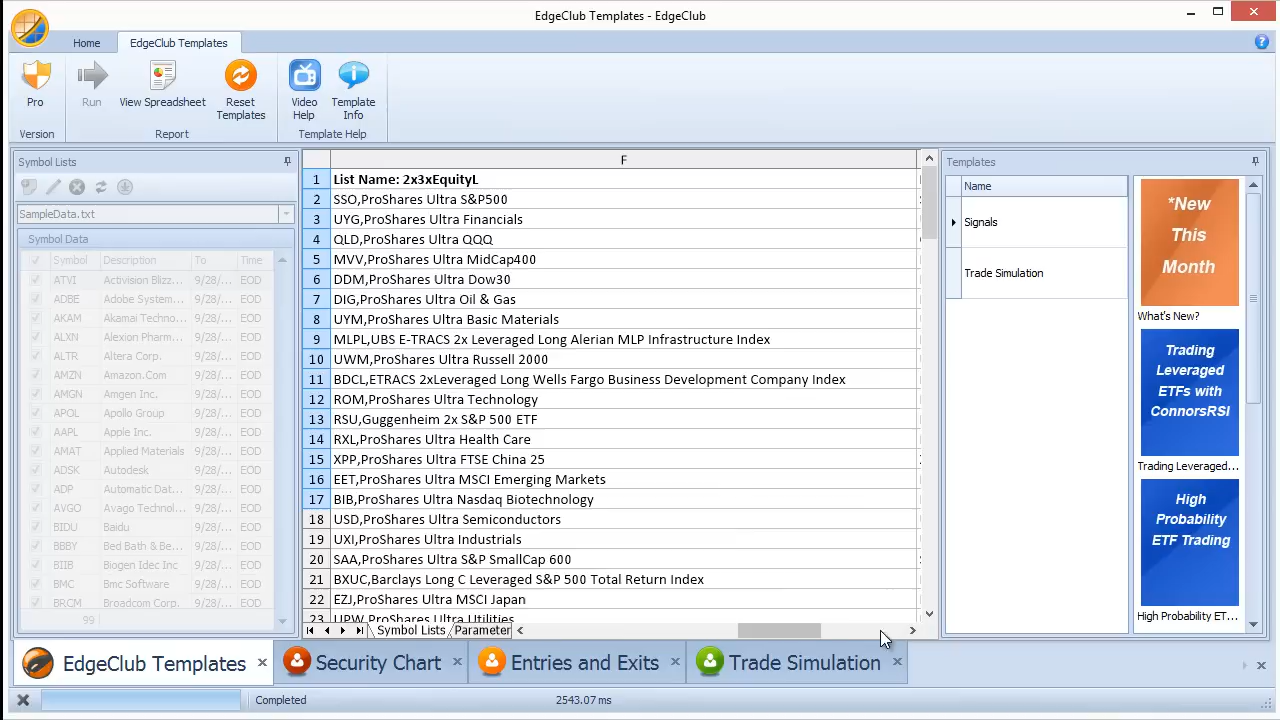 EdgeClub Templates - EdgeClub
Home
EdgeClub Templates
Pro
Run
View Spreadsheet
Reset
Templates
Video
Help
Template
Info
Version
Report
Template Help
Symbol Lists
SampleData.txt
Symbol Data
Symbol Description To Time
ATVI Activision Blizz... 9/28/... EOD
ADBE Adobe System... 9/28/... EOD
AKAM Akamai Techno... 9/28/... EOD
ALXN Alexion Pharm... 9/28/... EOD
ALTR Altera Corp. 9/28/... EOD
AMZN Amazon.Com 9/28/... EOD
AMGN Amgen Inc. 9/28/... EOD
APOL Apollo Group 9/28/... EOD
AAPL Apple Inc. 9/28/... EOD
AMAT Applied Materials 9/28/... EOD
ADSK Autodesk 9/28/... EOD
ADP Automatic Dat... 9/28/... EOD
AVGO Avago Technol... 9/28/... EOD
BIDU Baidu 9/28/... EOD
BBBY Bed Bath & Be... 9/28/... EOD
BIIB Biogen Idec Inc 9/28/... EOD
BMC Bmc Software 9/28/... EOD
BRCM Broadcom Corp. 9/28/... EOD
99
F
1 List Name: 2x3xEquityL
2 SSO,ProShares Ultra S&P500
3 UYG,ProShares Ultra Financials
4 QLD,ProShares Ultra QQQ
5 MVV,ProShares Ultra MidCap400
6 DDM,ProShares Ultra Dow30
7 DIG,ProShares Ultra Oil & Gas
8 UYM,ProShares Ultra Basic Materials
9 MLPL,UBS E-TRACS 2x Leveraged Long Alerian MLP Infrastructure Index
10 UWM,ProShares Ultra Russell 2000
11 BDCL,ETRACS 2xLeveraged Long Wells Fargo Business Development Company Index
12 ROM,ProShares Ultra Technology
13 RSU,Guggenheim 2x S&P 500 ETF
14 RXL,ProShares Ultra Health Care
15 XPP,ProShares Ultra FTSE China 25
16 EET,ProShares Ultra MSCI Emerging Markets
17 BIB,ProShares Ultra Nasdaq Biotechnology
18 USD,ProShares Ultra Semiconductors
19 UXI,ProShares Ultra Industrials
20 SAA,ProShares Ultra S&P SmallCap 600
21 BXUC,Barclays Long C Leveraged S&P 500 Total Return Index
22 EZJ,ProShares Ultra MSCI Japan
23 UPW,ProShares Ultra Utilities
Symbol Lists
Parameter
Templates
Name
Signals
Trade Simulation
*New
This
Month
What's New?
Trading
Leveraged
ETFs with
ConnorsRSI
Trading Leveraged...
High
Probability
ETF Trading
High Probability ET...
EdgeClub Templates
Security Chart
Entries and Exits
Trade Simulation
Completed
2543.07 ms